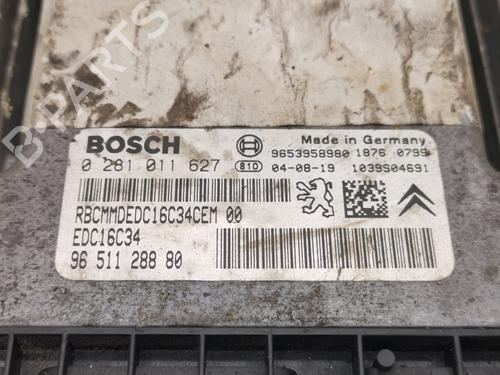 BOSCH
Made in Germany
9653958980 1876 0799
0 281 011 627
810
04-08-19 1039S04691
RBCMMDEDC16C34CEM 00
EDC16C34
96 511 288 80
B-PARTS